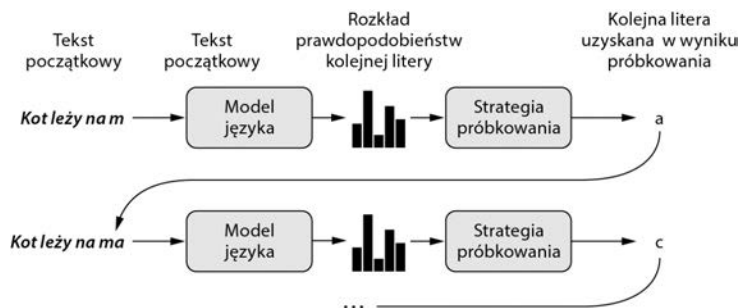 Tekst
początkowy
Tekst
początkowy
Rozkład
prawdopodobieństw
kolejnej litery
Kolejna litera
uzyskana w wyniku
próbkowania
Kot leży na m
Model
języka
Strategia
próbkowania
a
Kot leży na ma
Model
języka
Strategia
próbkowania
c
...